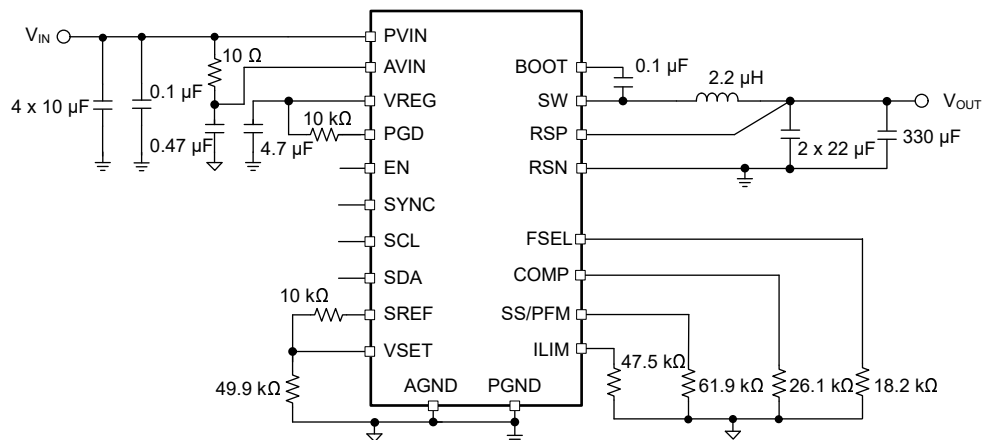 V_IN
4 x 10 µF
0.1 µF
10 Ω
0.47 µF
4.7 µF
10 kΩ
PVIN
AVIN
VREG
PGD
EN
SYNC
SCL
SDA
SREF
VSET
10 kΩ
49.9 kΩ
AGND
PGND
BOOT
SW
RSP
RSN
FSEL
COMP
SS/PFM
ILIM
0.1 µF
2.2 µH
V_OUT
2 x 22 µF
330 µF
47.5 kΩ
61.9 kΩ
26.1 kΩ
18.2 kΩ